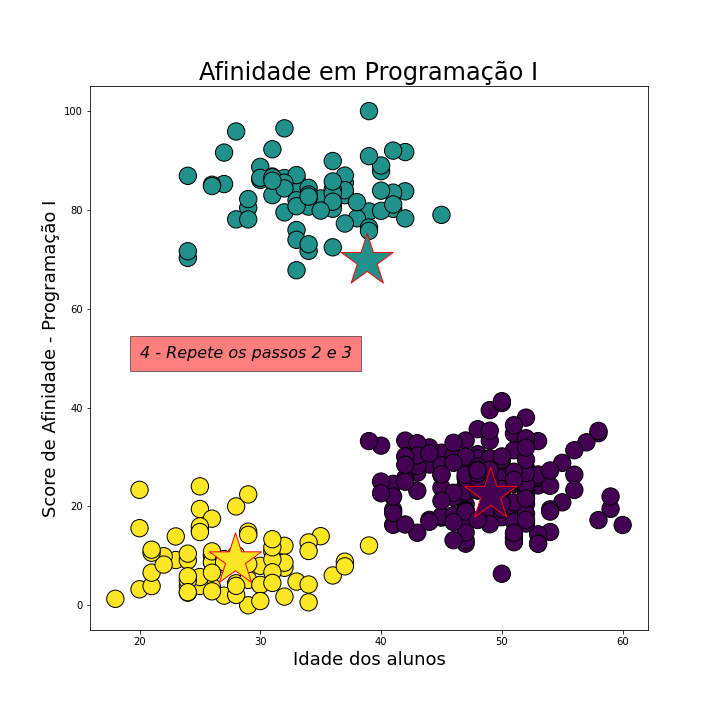 Afinidade em Programação I
Score de Afinidade - Programação I
100
80
60
40
20
0
4 - Repete os passos 2 e 3
20 30 40 50 60
Idade dos alunos